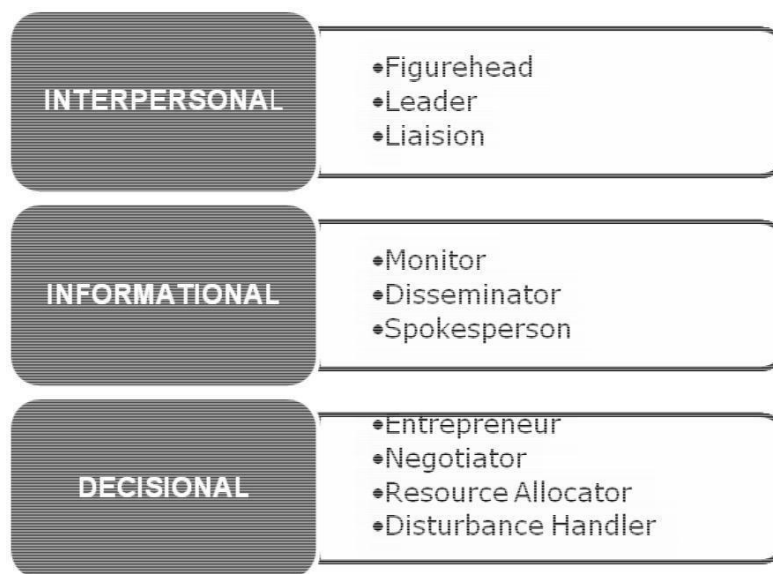 INTERPERSONAL
•Figurehead
•Leader
•Liaision
INFORMATIONAL
•Monitor
•Disseminator
•Spokesperson
DECISIONAL
•Entrepreneur
•Negotiator
•Resource Allocator
•Disturbance Handler